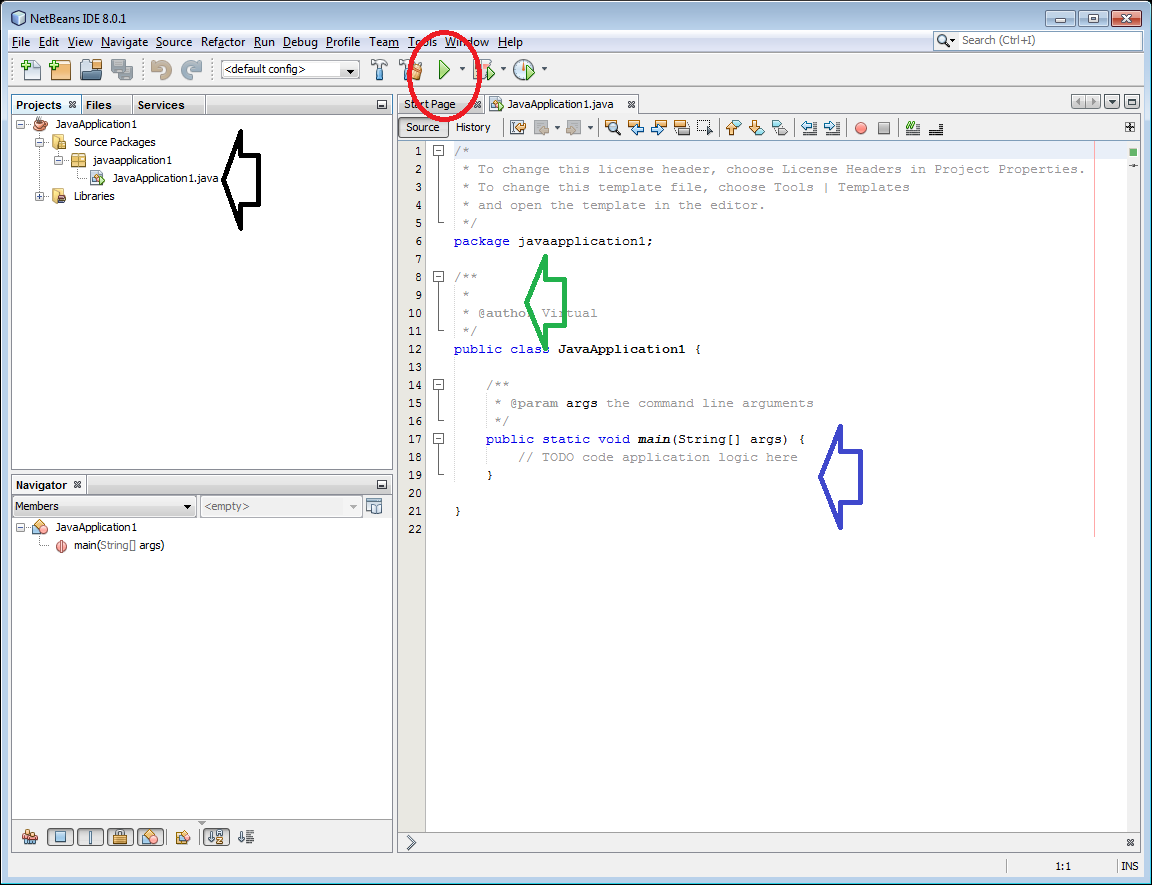 NetBeans IDE 8.0.1
File Edit View Navigate Source Refactor Run Debug Profile Team Tools Window Help
Search (Ctrl+I)
<default config>
Projects Files Services
JavaApplication1
Source Packages
javaapplication1
JavaApplication1.java
Libraries
Navigator
Members <empty>
JavaApplication1
main(String[] args)
Start Page JavaApplication1.java
Source History
1 /*
2 * To change this license header, choose License Headers in Project Properties.
3 * To change this template file, choose Tools | Templates
4 * and open the template in the editor.
5 */
6 package javaapplication1;
7
8 /**
9 *
10 * @author Virtual
11 */
12 public class JavaApplication1 {
13
14 /**
15 * @param args the command line arguments
16 */
17 public static void main(String[] args) {
18 // TODO code application logic here
19 }
20
21 }
22
1:1 INS